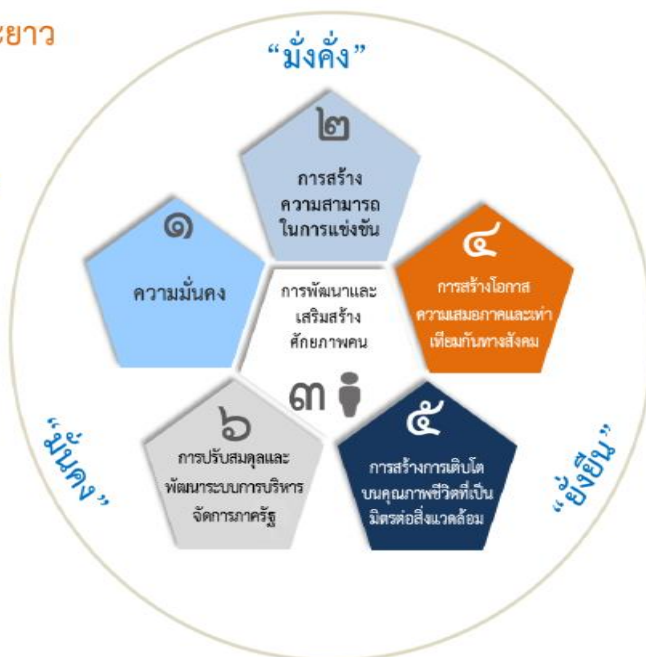 ะยาว
“มั่งคั่ง”
๒
การสร้าง
ความสามารถ
ในการแข่งขัน
๑
ความมั่นคง
๔
การสร้างโอกาส
ความเสมอภาคและเท่า
เทียมกันทางสังคม
การพัฒนาและ
เสริมสร้าง
ศักยภาพคน
๓
๖
การปรับสมดุลและ
พัฒนาระบบการบริหาร
จัดการภาครัฐ
๕
การสร้างการเติบโต
บนคุณภาพชีวิตที่เป็น
มิตรต่อสิ่งแวดล้อม
“มั่นคง”
“ยั่งยืน”